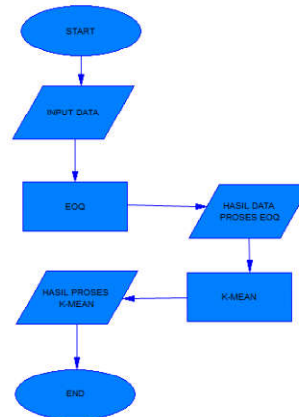 START
INPUT DATA
EOQ
HASIL DATA
PROSES EOQ
K-MEAN
HASIL PROSES
K-MEAN
END